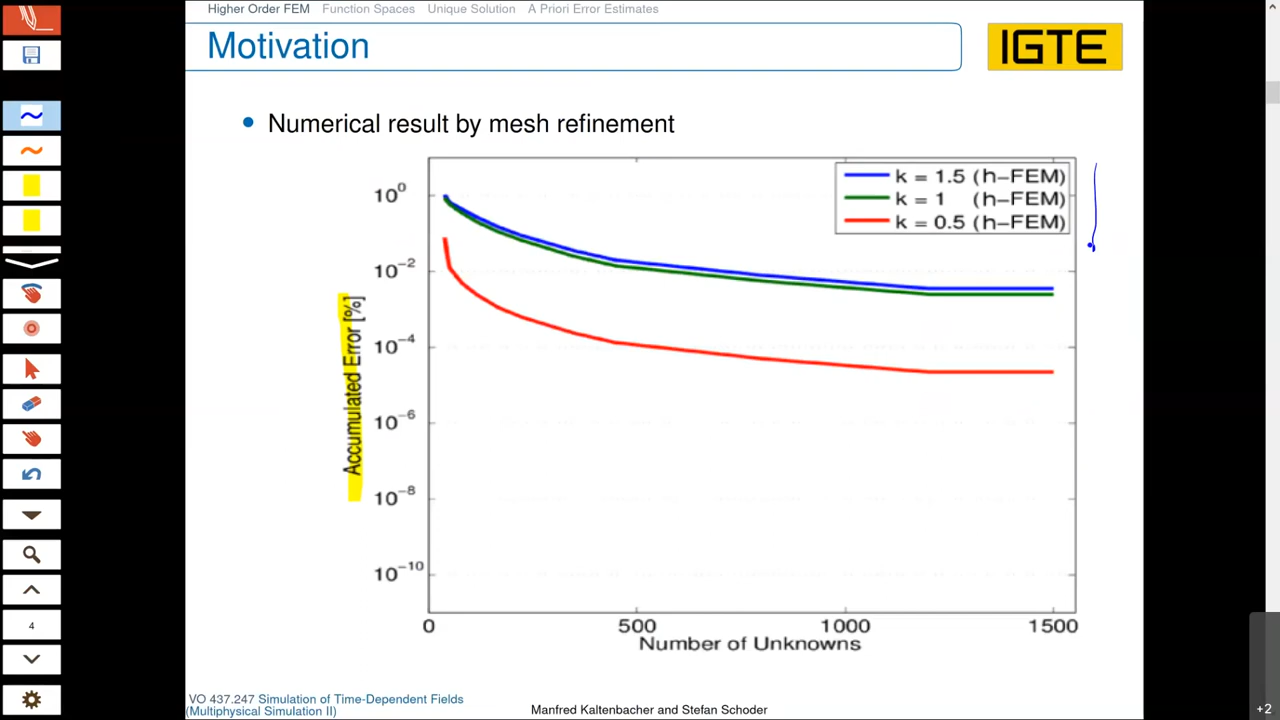 Higher Order FEM Function Spaces Unique Solution A Priori Error Estimates
Motivation
IGTE
• Numerical result by mesh refinement
k = 1.5 (h−FEM)
k = 1 (h−FEM)
k = 0.5 (h−FEM)
Accumulated Error [%]
10^0
10^−2
10^−4
10^−6
10^−8
10^−10
0 500 1000 1500
Number of Unknowns
4
VO 437.247 Simulation of Time-Dependent Fields
(Multiphysical Simulation II)
Manfred Kaltenbacher and Stefan Schoder
+2